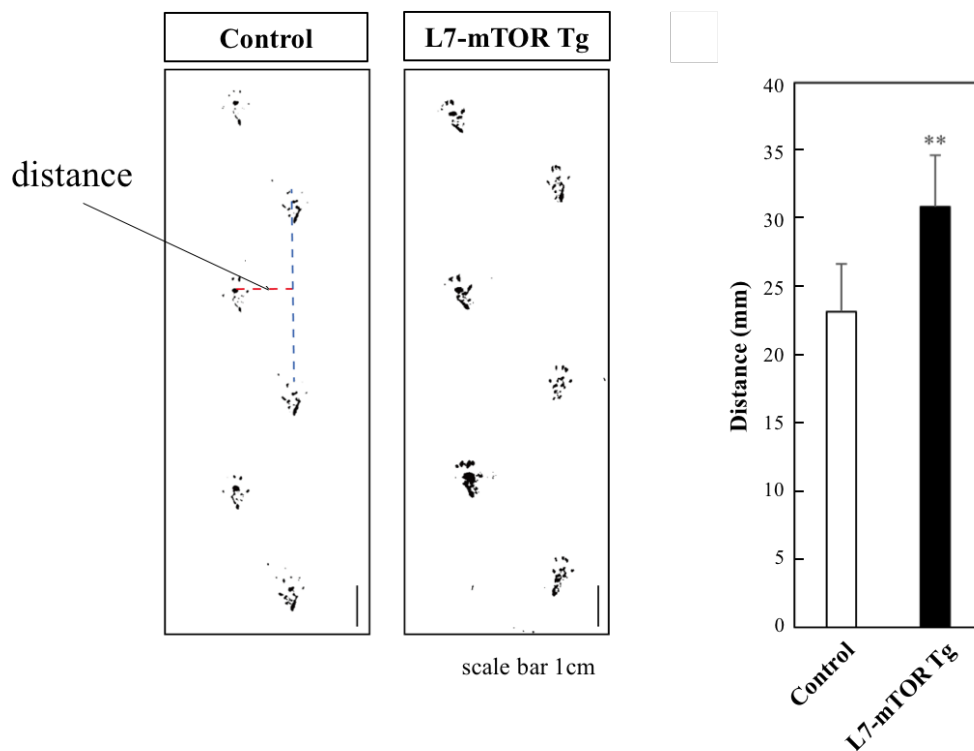 Control
L7-mTOR Tg
distance
scale bar 1cm
**
40
35
30
25
20
15
10
5
0
Distance (mm)
Control
L7-mTOR Tg